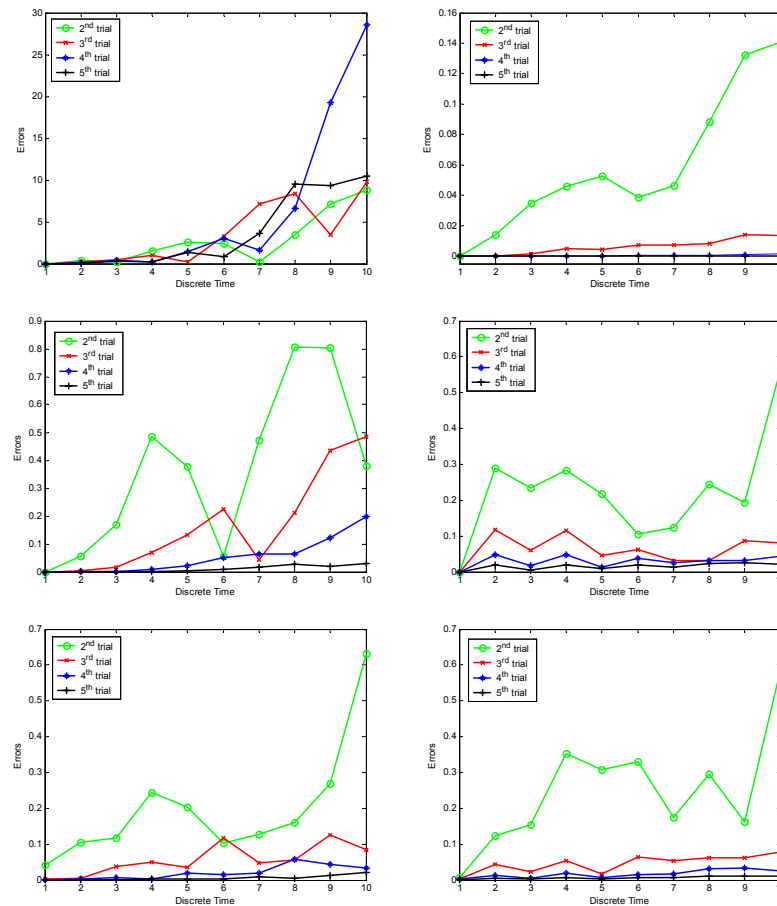 30
25
20
15
10
5
0
1 2 3 4 5 6 7 8 9 10
Errors
Discrete Time
2nd trial
3rd trial
4th trial
5th trial
0.16
0.14
0.12
0.1
0.08
0.06
0.04
0.02
0
1 2 3 4 5 6 7 8 9
Errors
Discrete Time
2nd trial
3rd trial
4th trial
5th trial
0.9
0.8
0.7
0.6
0.5
0.4
0.3
0.2
0.1
0
1 2 3 4 5 6 7 8 9 10
Errors
Discrete Time
2nd trial
3rd trial
4th trial
5th trial
0.7
0.6
0.5
0.4
0.3
0.2
0.1
0
1 2 3 4 5 6 7 8 9
Errors
Discrete Time
2nd trial
3rd trial
4th trial
5th trial
0.7
0.6
0.5
0.4
0.3
0.2
0.1
0
1 2 3 4 5 6 7 8 9 10
Errors
Discrete Time
2nd trial
3rd trial
4th trial
5th trial
0.7
0.6
0.5
0.4
0.3
0.2
0.1
0
1 2 3 4 5 6 7 8 9
Errors
Discrete Time
2nd trial
3rd trial
4th trial
5th trial